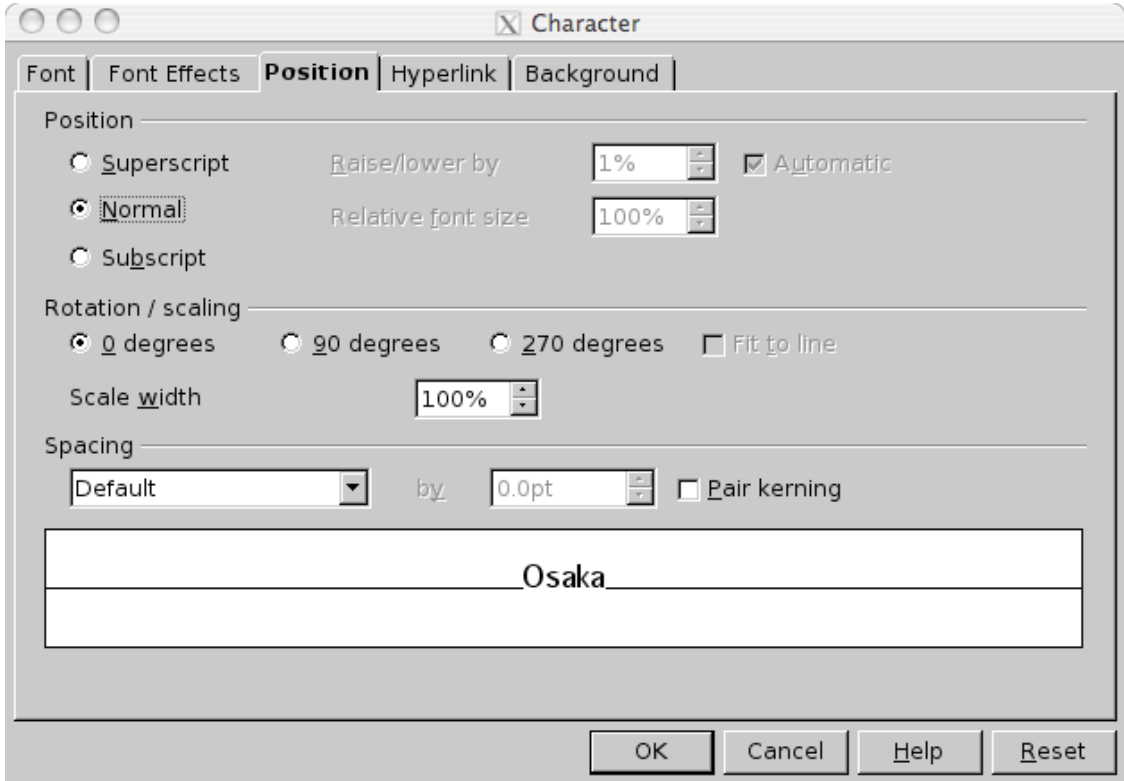 Character
Font Font Effects Position Hyperlink Background
Position
Superscript Raise/lower by 1% Automatic
Normal Relative font size 100%
Subscript
Rotation / scaling
0 degrees 90 degrees 270 degrees Fit to line
Scale width 100%
Spacing
Default by 0.0pt Pair kerning
Osaka
OK Cancel Help Reset